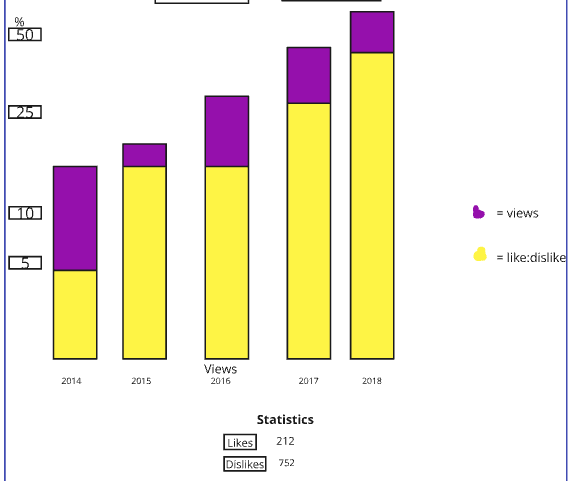 %
50
25
10
5
= views
= like:dislike
Views
2014 2015 2016 2017 2018
Statistics
Likes 212
Dislikes 752